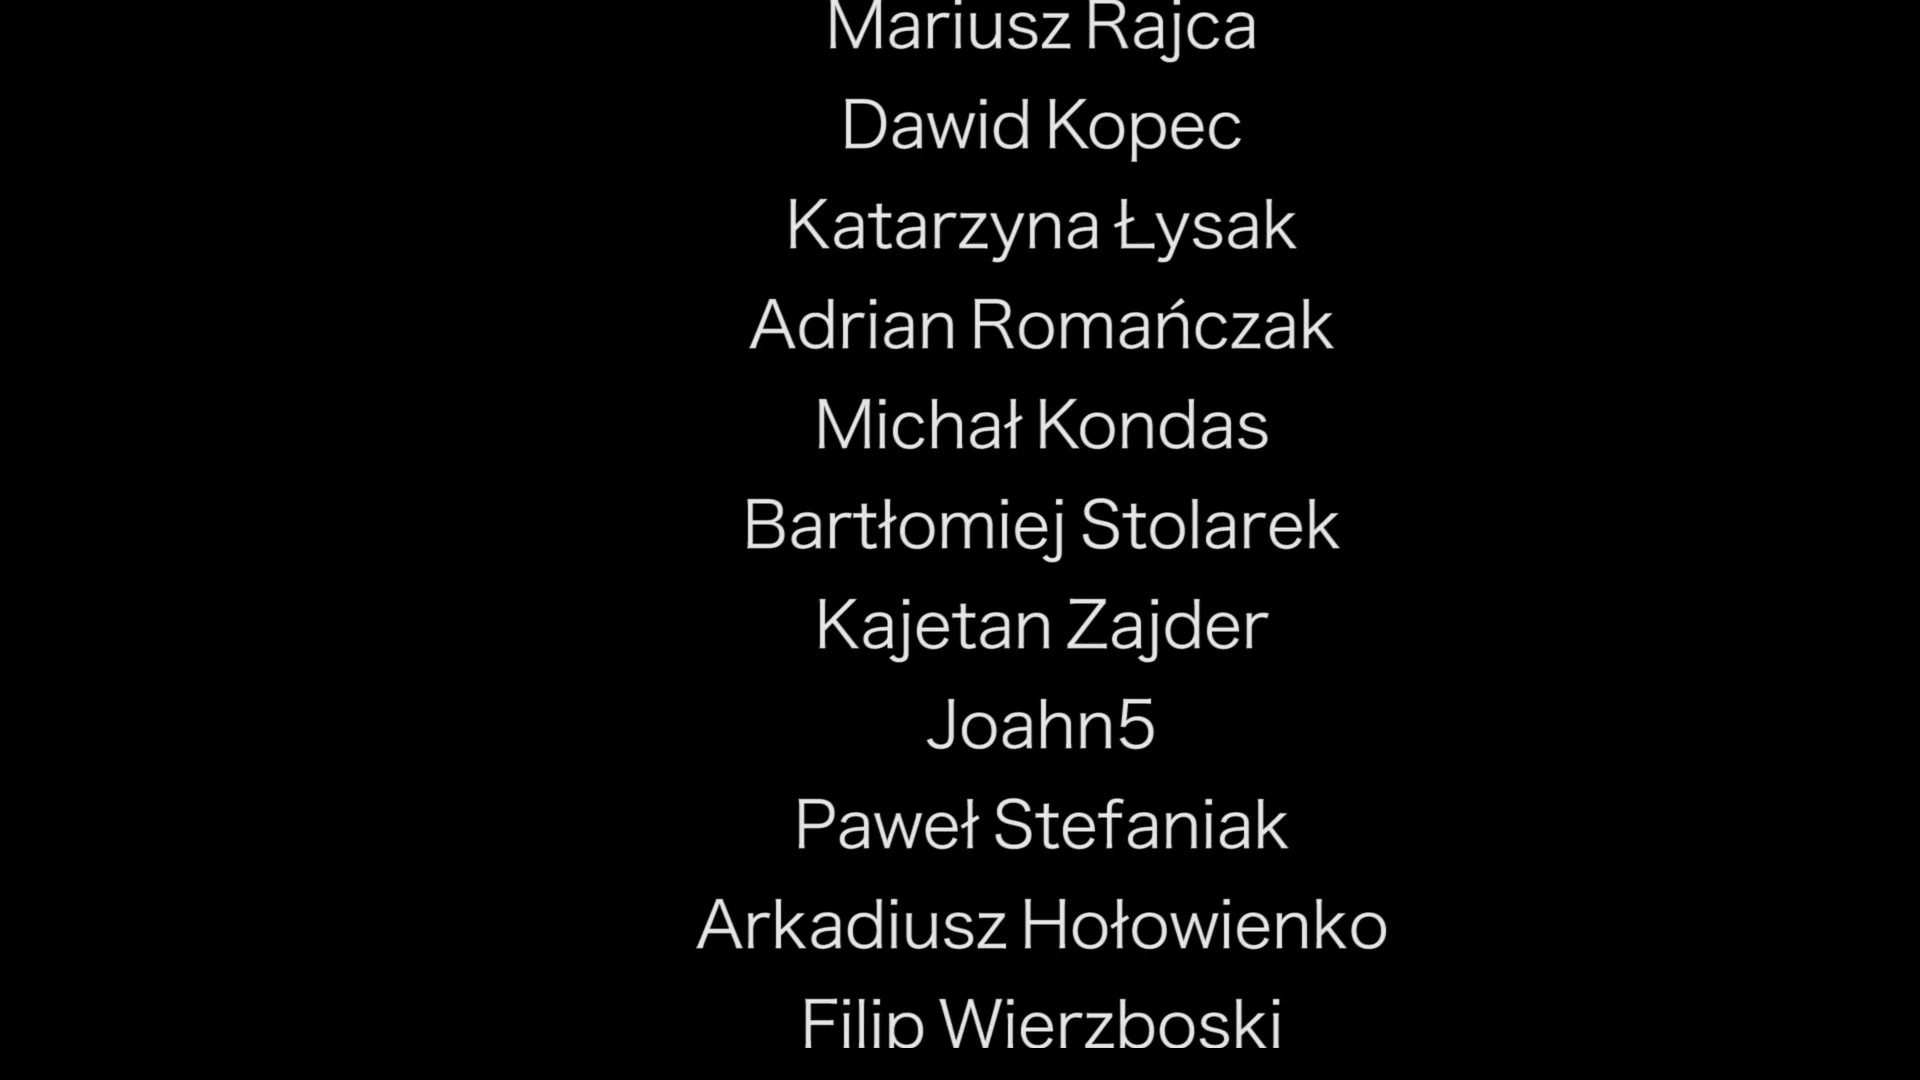 Mariusz Rajca
Dawid Kopec
Katarzyna Łysak
Adrian Romańczak
Michał Kondas
Bartłomiej Stolarek
Kajetan Zajder
Joahn5
Paweł Stefaniak
Arkadiusz Hołowienko
Filip Wierzboski